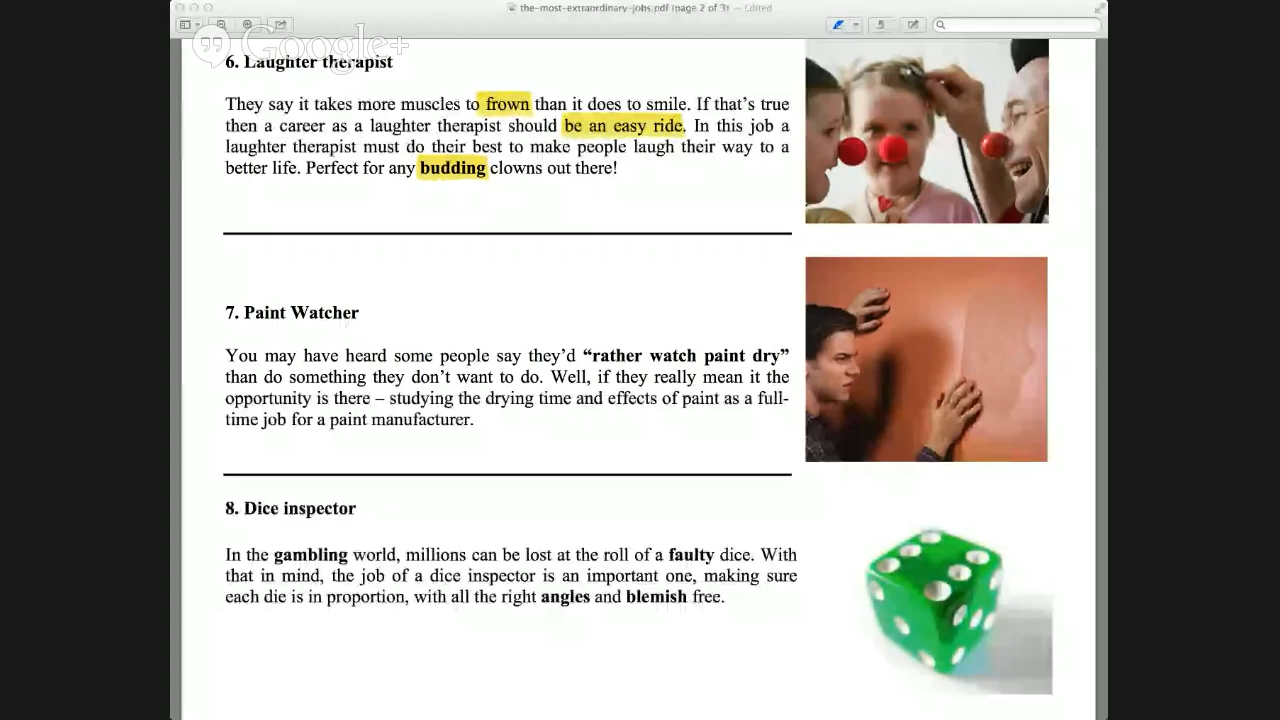 the-most-extraordinary-jobs.pdf (page 2 of 3) — Edited
Google+
6. Laughter therapist
They say it takes more muscles to frown than it does to smile. If that's true
then a career as a laughter therapist should be an easy ride. In this job a
laughter therapist must do their best to make people laugh their way to a
better life. Perfect for any budding clowns out there!
7. Paint Watcher
You may have heard some people say they'd “rather watch paint dry”
than do something they don't want to do. Well, if they really mean it the
opportunity is there – studying the drying time and effects of paint as a full-
time job for a paint manufacturer.
8. Dice inspector
In the gambling world, millions can be lost at the roll of a faulty dice. With
that in mind, the job of a dice inspector is an important one, making sure
each die is in proportion, with all the right angles and blemish free.